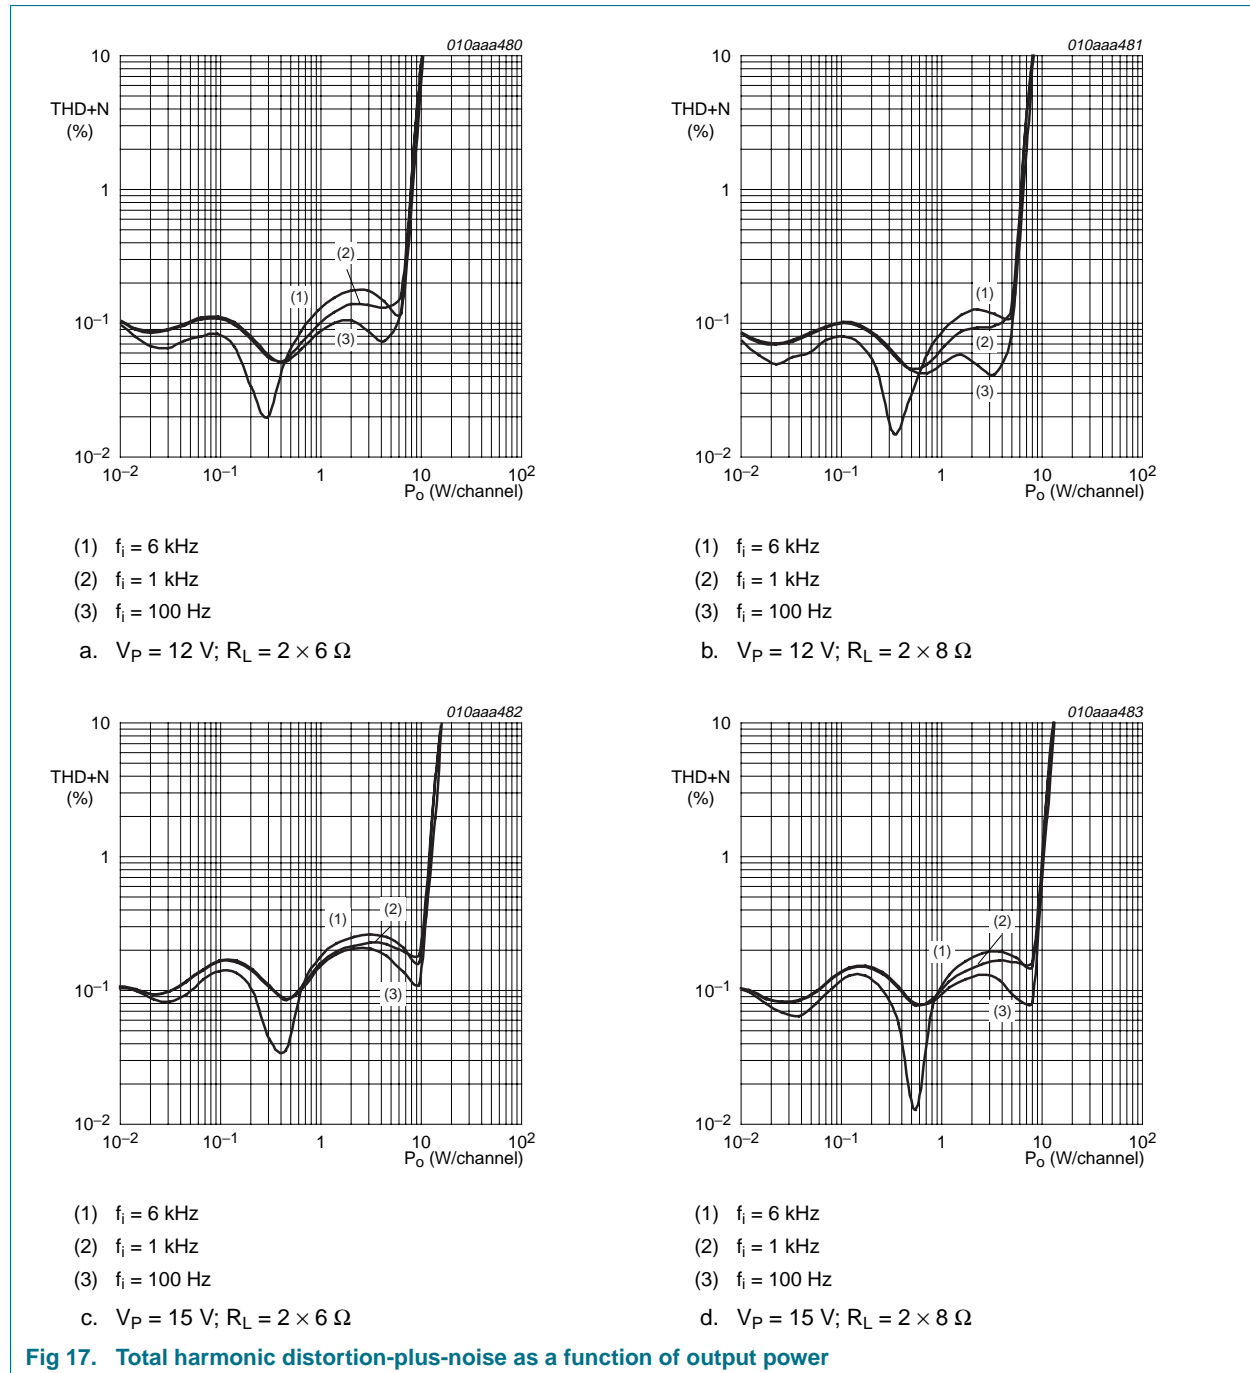 010aaa480
10
THD+N
(%)
1
(2)
(1)
10⁻¹
(3)
10⁻²
10⁻² 10⁻¹ 1 10 10²
Pₒ (W/channel)
(1) fᵢ = 6 kHz
(2) fᵢ = 1 kHz
(3) fᵢ = 100 Hz
a. V_P = 12 V; R_L = 2 × 6 Ω
010aaa481
10
THD+N
(%)
1
(1)
10⁻¹
(2)
(3)
10⁻²
10⁻² 10⁻¹ 1 10 10²
Pₒ (W/channel)
(1) fᵢ = 6 kHz
(2) fᵢ = 1 kHz
(3) fᵢ = 100 Hz
b. V_P = 12 V; R_L = 2 × 8 Ω
010aaa482
10
THD+N
(%)
1
(2)
(1)
10⁻¹
(3)
10⁻²
10⁻² 10⁻¹ 1 10 10²
Pₒ (W/channel)
(1) fᵢ = 6 kHz
(2) fᵢ = 1 kHz
(3) fᵢ = 100 Hz
c. V_P = 15 V; R_L = 2 × 6 Ω
010aaa483
10
THD+N
(%)
1
(2)
(1)
10⁻¹
(3)
10⁻²
10⁻² 10⁻¹ 1 10 10²
Pₒ (W/channel)
(1) fᵢ = 6 kHz
(2) fᵢ = 1 kHz
(3) fᵢ = 100 Hz
d. V_P = 15 V; R_L = 2 × 8 Ω
Fig 17. Total harmonic distortion-plus-noise as a function of output power